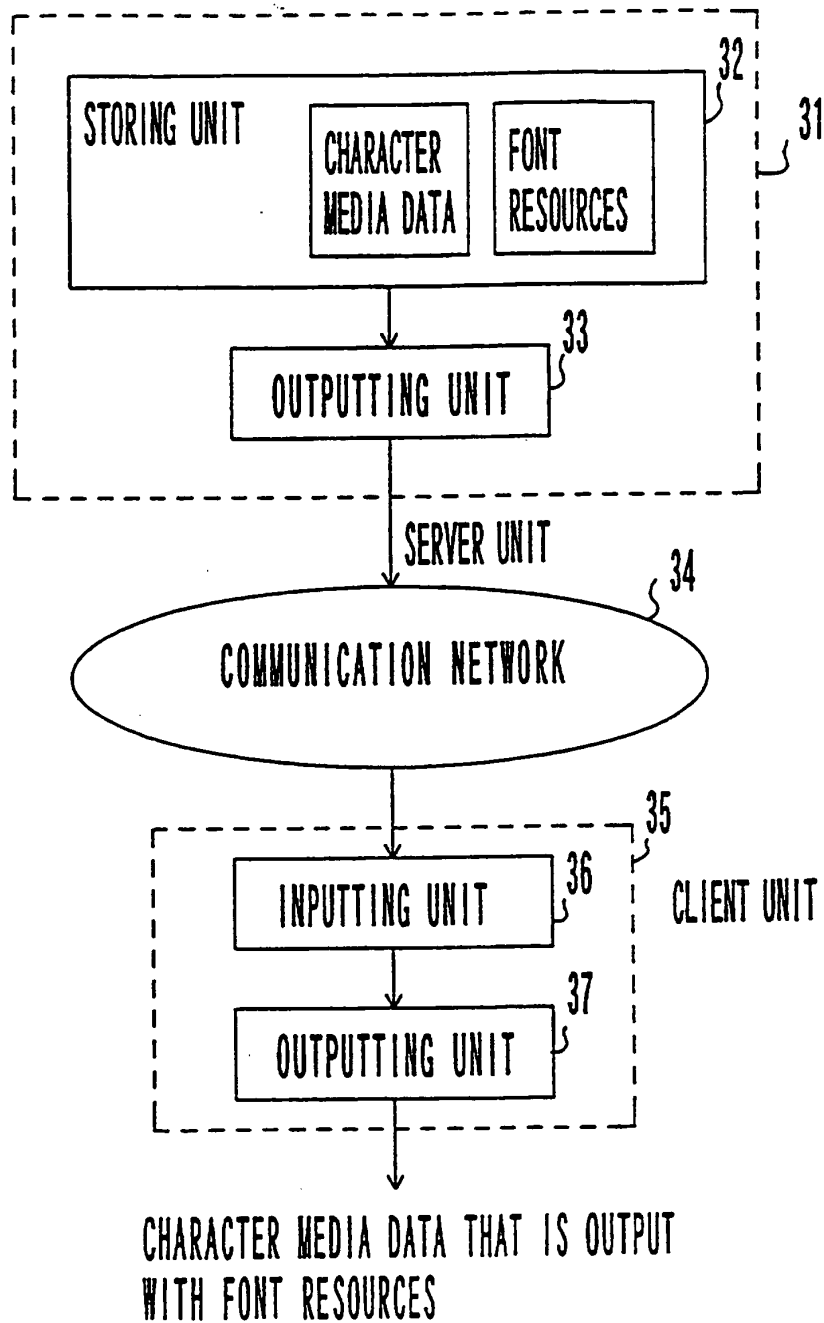 32
31
STORING UNIT
CHARACTER
MEDIA DATA
FONT
RESOURCES
33
OUTPUTTING UNIT
SERVER UNIT
34
COMMUNICATION NETWORK
35
INPUTTING UNIT
36
CLIENT UNIT
37
OUTPUTTING UNIT
CHARACTER MEDIA DATA THAT IS OUTPUT
WITH FONT RESOURCES